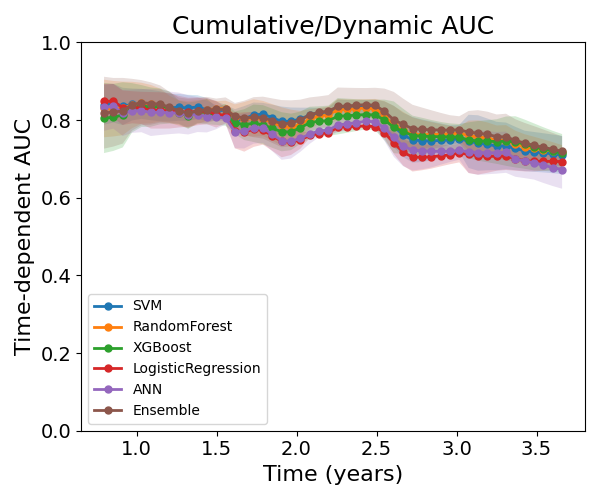 Cumulative/Dynamic AUC
Time-dependent AUC
1.0
0.8
0.6
0.4
0.2
0.0
SVM
RandomForest
XGBoost
LogisticRegression
ANN
Ensemble
1.0 1.5 2.0 2.5 3.0 3.5
Time (years)